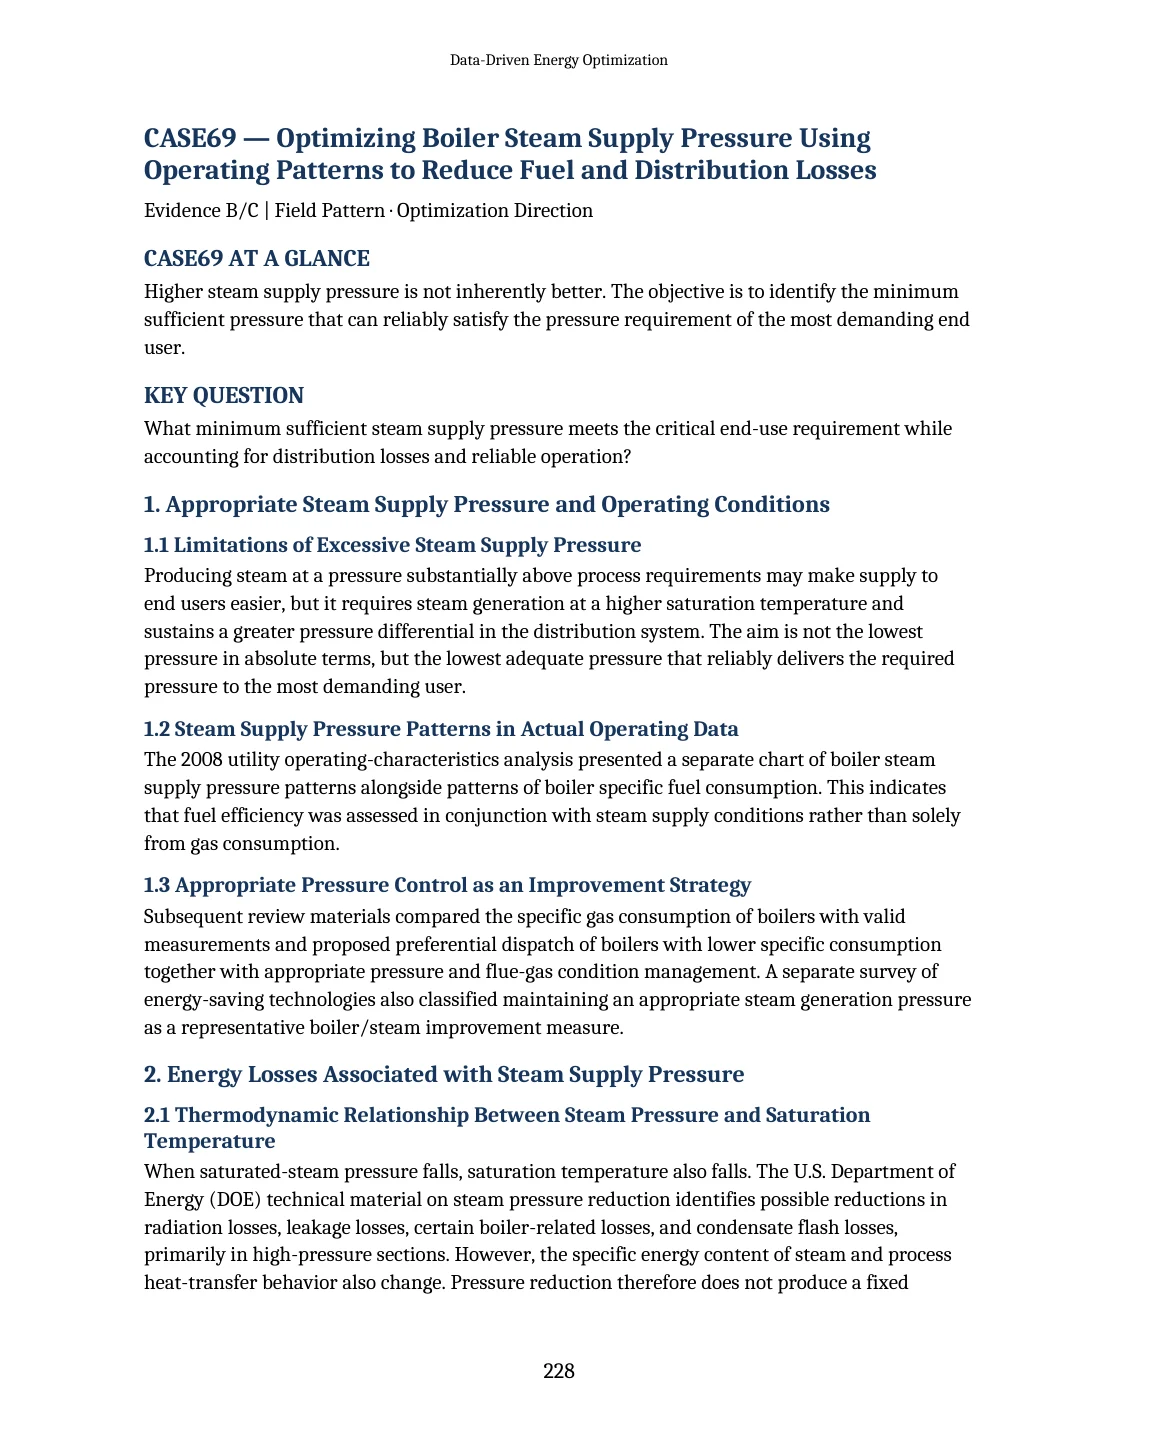 Data-Driven Energy Optimization
CASE69 — Optimizing Boiler Steam Supply Pressure Using
Operating Patterns to Reduce Fuel and Distribution Losses
Evidence B/C | Field Pattern · Optimization Direction
CASE69 AT A GLANCE
Higher steam supply pressure is not inherently better. The objective is to identify the minimum
sufficient pressure that can reliably satisfy the pressure requirement of the most demanding end
user.
KEY QUESTION
What minimum sufficient steam supply pressure meets the critical end-use requirement while
accounting for distribution losses and reliable operation?
1. Appropriate Steam Supply Pressure and Operating Conditions
1.1 Limitations of Excessive Steam Supply Pressure
Producing steam at a pressure substantially above process requirements may make supply to
end users easier, but it requires steam generation at a higher saturation temperature and
sustains a greater pressure differential in the distribution system. The aim is not the lowest
pressure in absolute terms, but the lowest adequate pressure that reliably delivers the required
pressure to the most demanding user.
1.2 Steam Supply Pressure Patterns in Actual Operating Data
The 2008 utility operating-characteristics analysis presented a separate chart of boiler steam
supply pressure patterns alongside patterns of boiler specific fuel consumption. This indicates
that fuel efficiency was assessed in conjunction with steam supply conditions rather than solely
from gas consumption.
1.3 Appropriate Pressure Control as an Improvement Strategy
Subsequent review materials compared the specific gas consumption of boilers with valid
measurements and proposed preferential dispatch of boilers with lower specific consumption
together with appropriate pressure and flue-gas condition management. A separate survey of
energy-saving technologies also classified maintaining an appropriate steam generation pressure
as a representative boiler/steam improvement measure.
2. Energy Losses Associated with Steam Supply Pressure
2.1 Thermodynamic Relationship Between Steam Pressure and Saturation
Temperature
When saturated-steam pressure falls, saturation temperature also falls. The U.S. Department of
Energy (DOE) technical material on steam pressure reduction identifies possible reductions in
radiation losses, leakage losses, certain boiler-related losses, and condensate flash losses,
primarily in high-pressure sections. However, the specific energy content of steam and process
heat-transfer behavior also change. Pressure reduction therefore does not produce a fixed
228